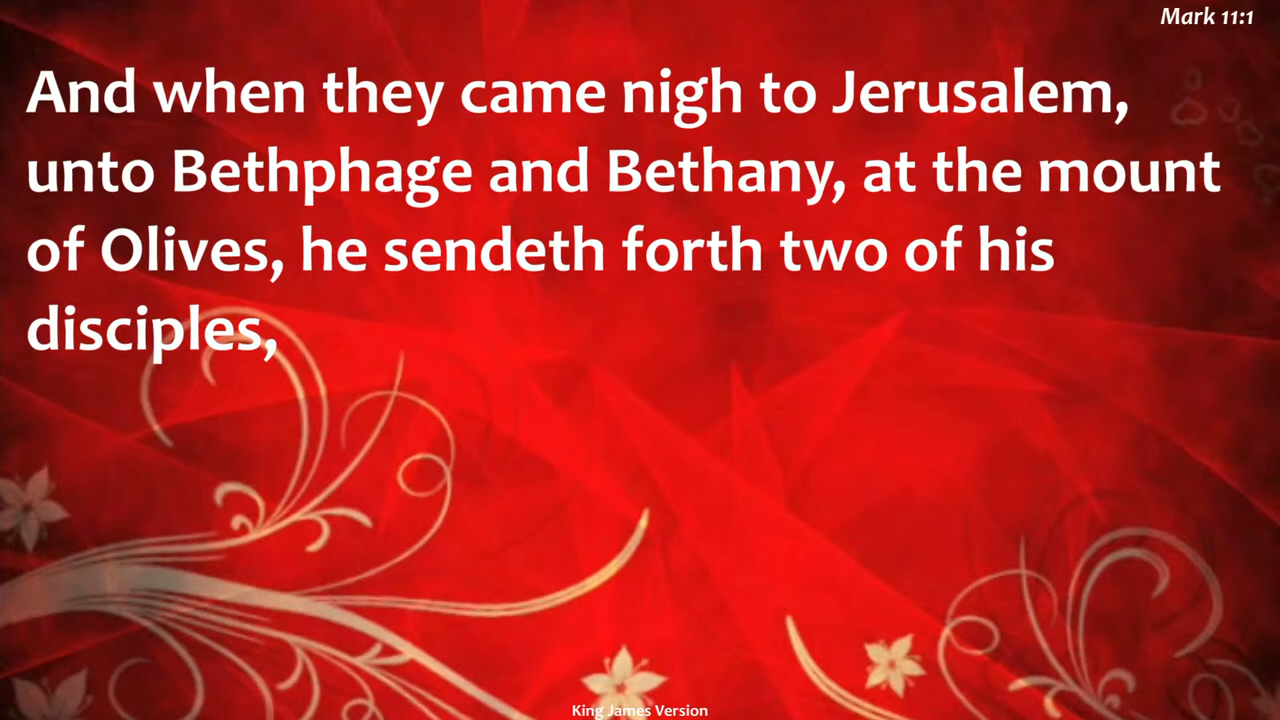 Mark 11:1
And when they came nigh to Jerusalem,
unto Bethphage and Bethany, at the mount
of Olives, he sendeth forth two of his
disciples,
King James Version